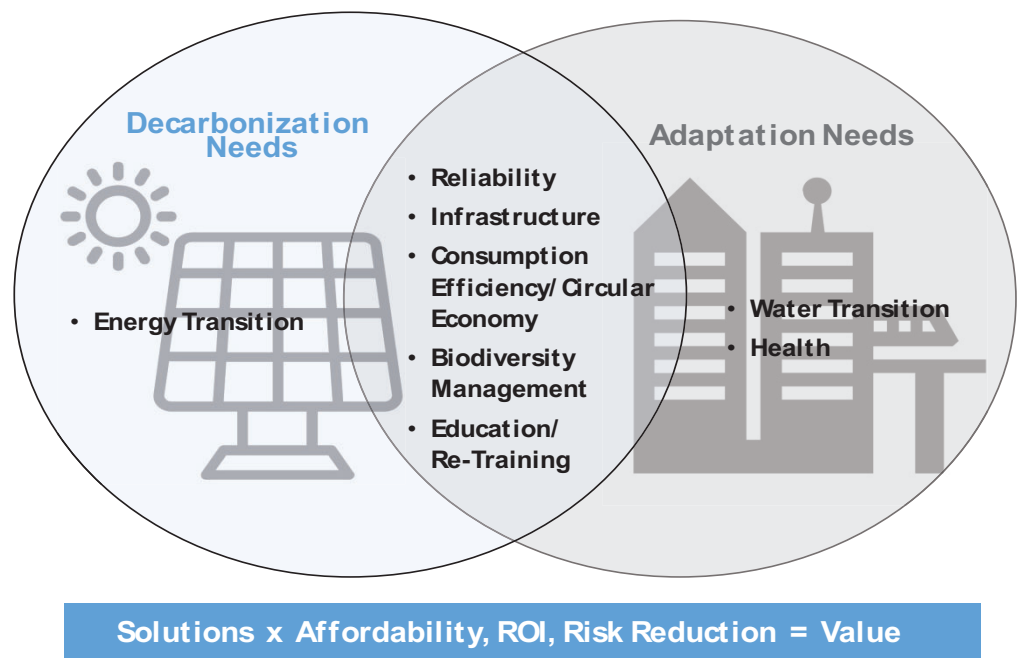 Decarbonization
Needs
• Energy Transition
• Reliability
• Infrastructure
• Consumption
Efficiency/ Circular
Economy
• Biodiversity
Management
• Education/
Re-Training
Adaptation Needs
• Water Transition
• Health
Solutions x Affordability, ROI, Risk Reduction = Value